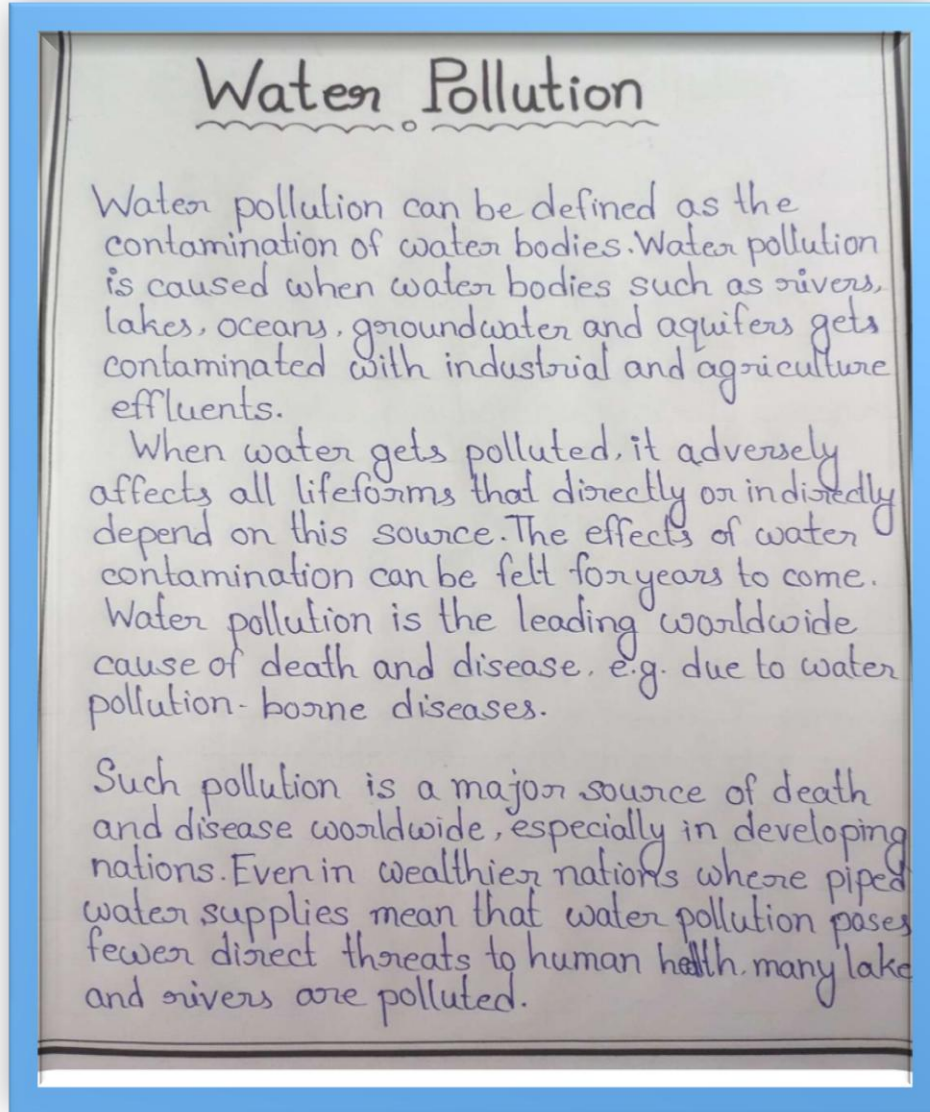 Water Pollution
Water pollution can be defined as the
contamination of water bodies. Water pollution
is caused when water bodies such as rivers,
lakes, oceans, groundwater and aquifers gets
contaminated with industrial and agriculture
effluents.
When water gets polluted, it adversely
affects all lifeforms that directly or indirectly
depend on this source. The effects of water
contamination can be felt for years to come.
Water pollution is the leading worldwide
cause of death and disease, e.g. due to water
pollution-borne diseases.
Such pollution is a major source of death
and disease worldwide, especially in developing
nations. Even in wealthier nations where piped
water supplies mean that water pollution poses
fewer direct threats to human health, many lake
and rivers are polluted.